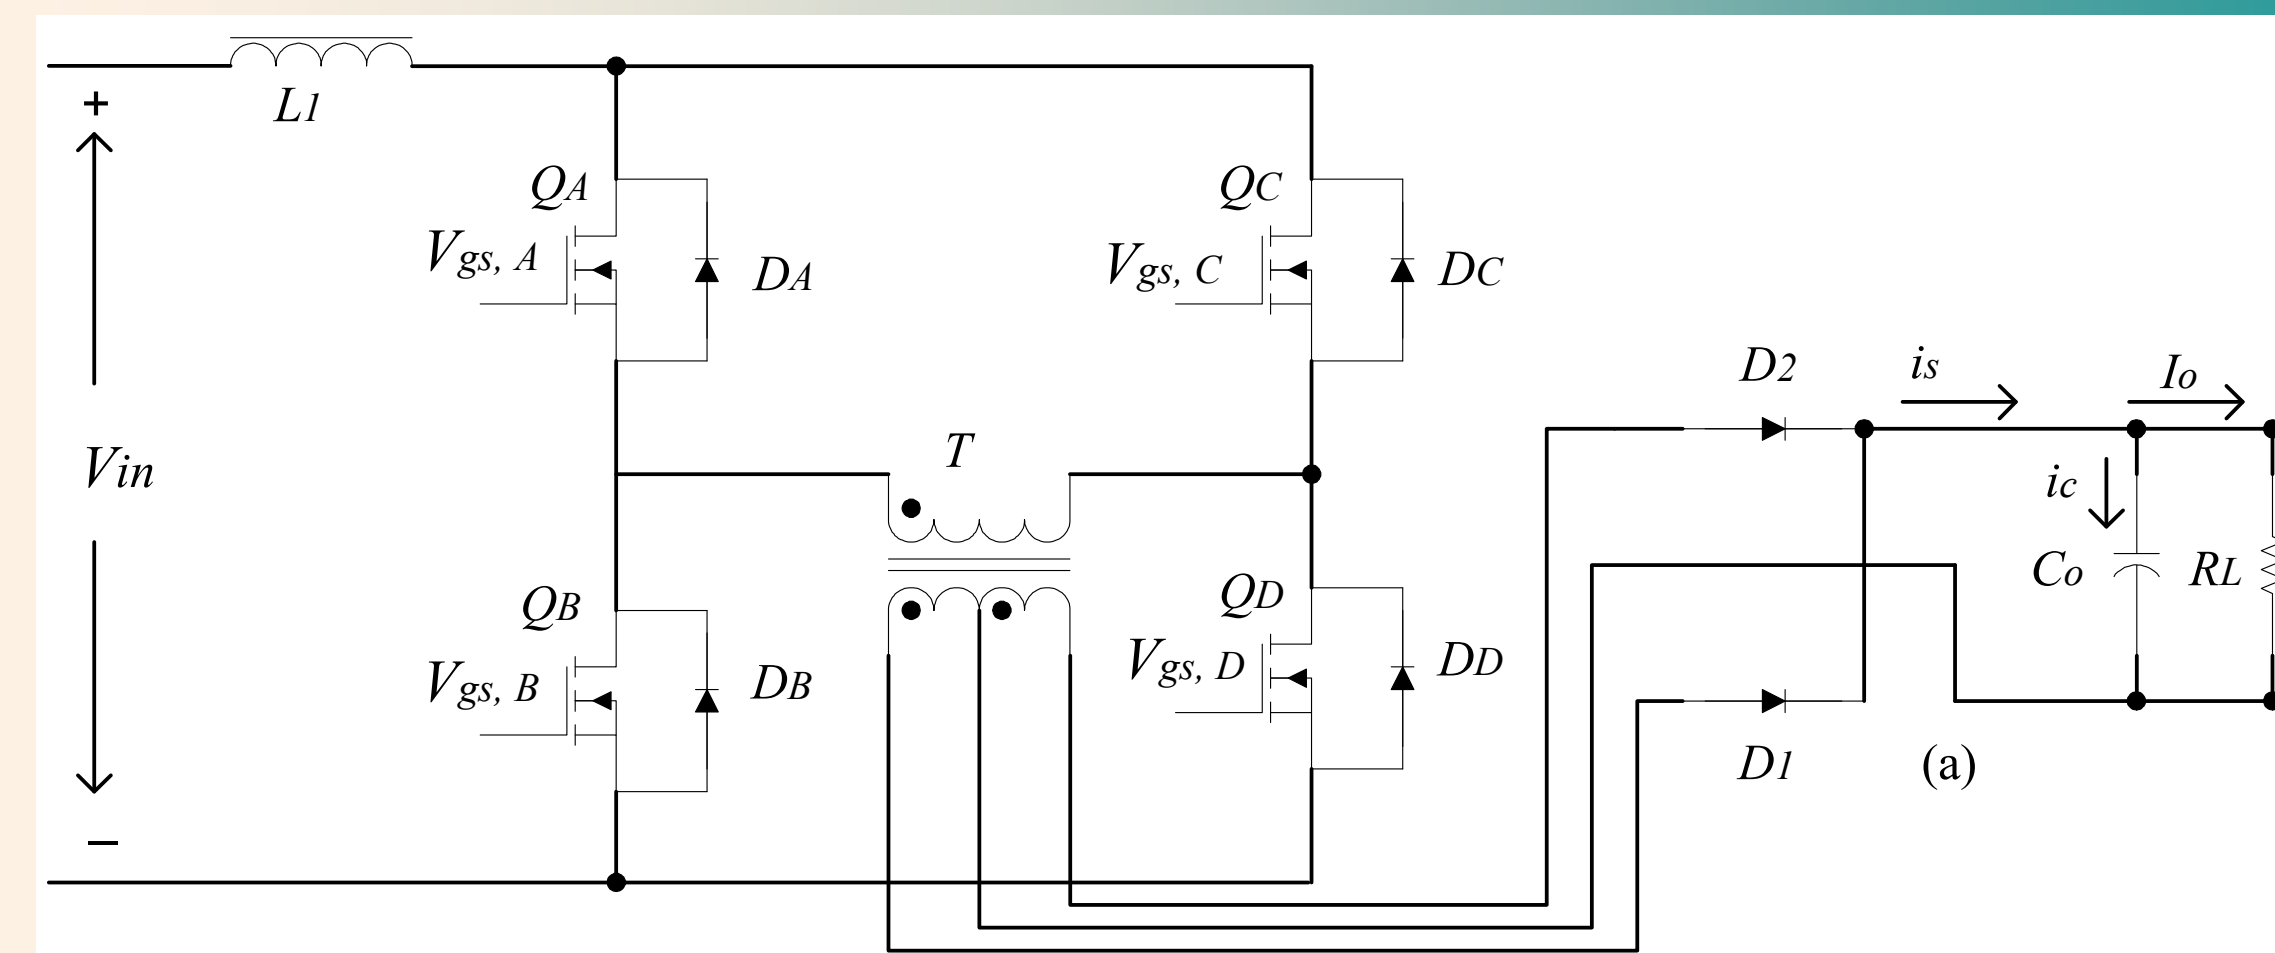 +
L1
QA
QC
Vgs, A
Vgs, C
DA
DC
D2
is
Io
T
Vin
ic
Co
RL
QB
QD
Vgs, B
Vgs, D
DB
DD
D1
(a)
−